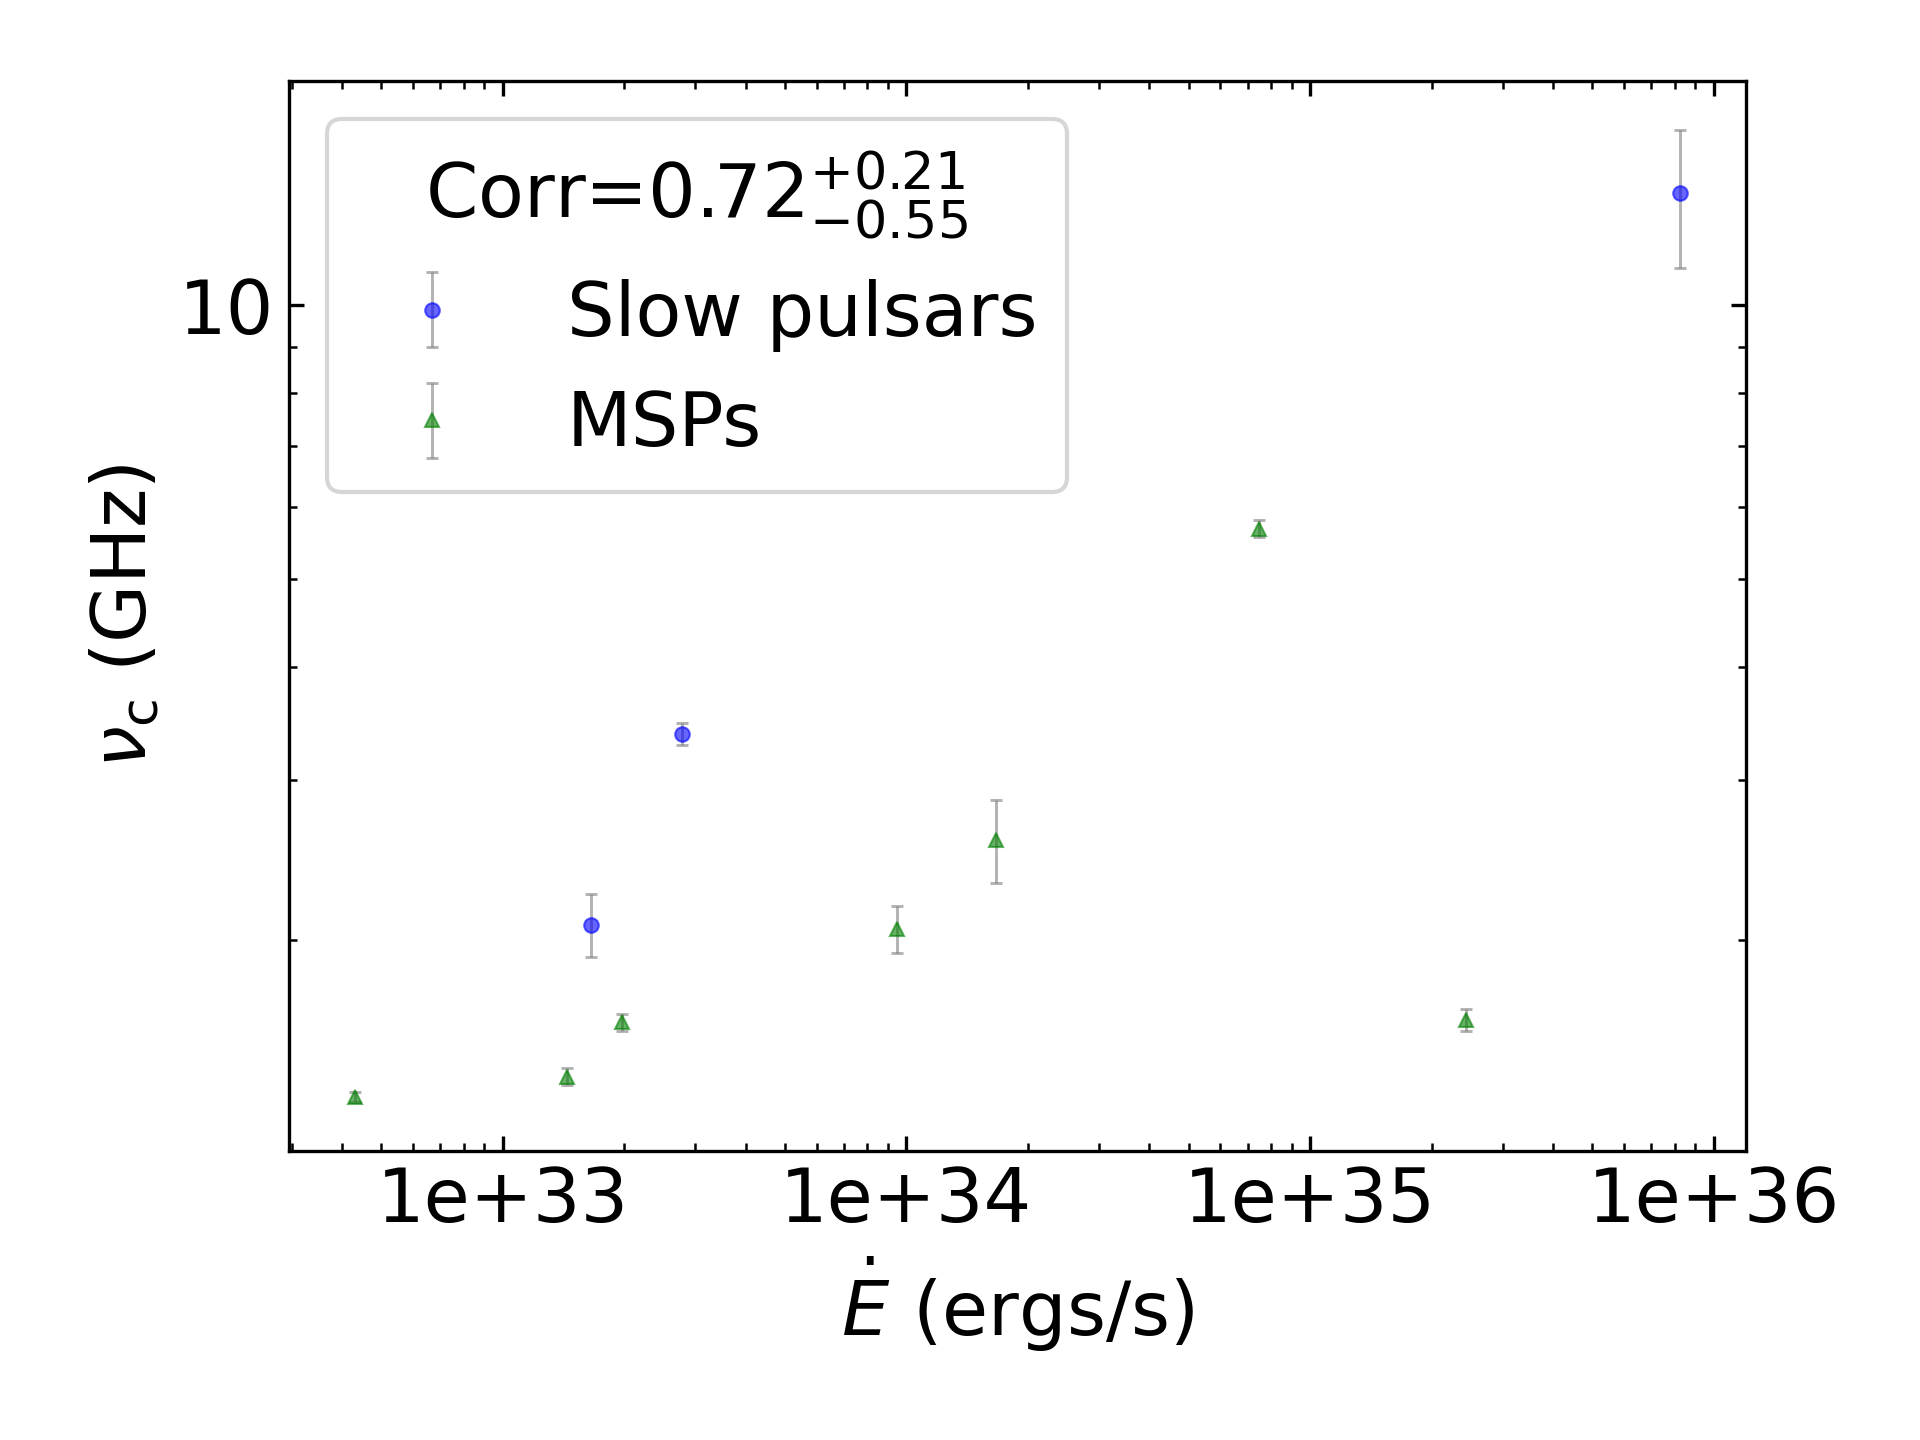 Corr=0.72+0.21−0.55
Slow pulsars
MSPs
10
νc (GHz)
1e+33 1e+34 1e+35 1e+36
Ė (ergs/s)